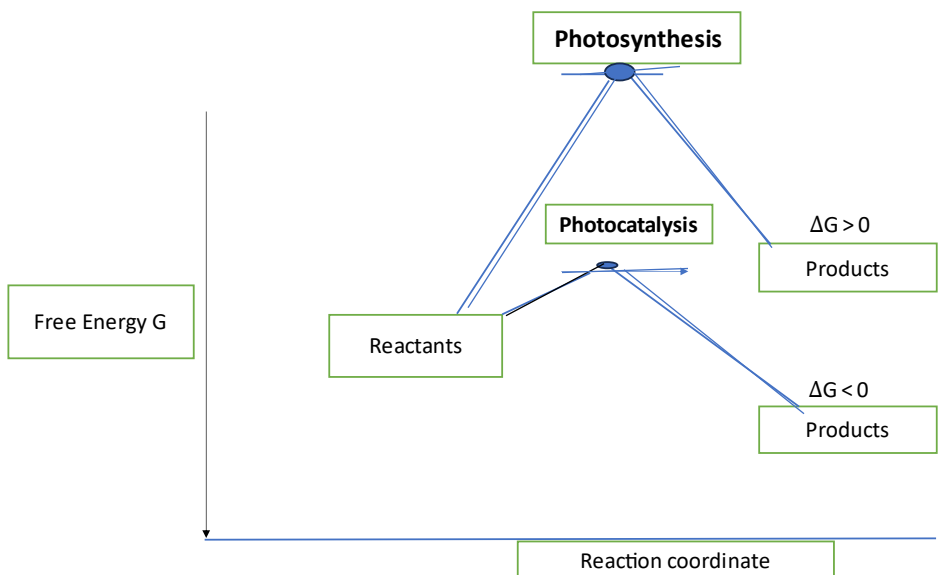 Photosynthesis
Photocatalysis
ΔG > 0
Products
Free Energy G
Reactants
ΔG < 0
Products
Reaction coordinate